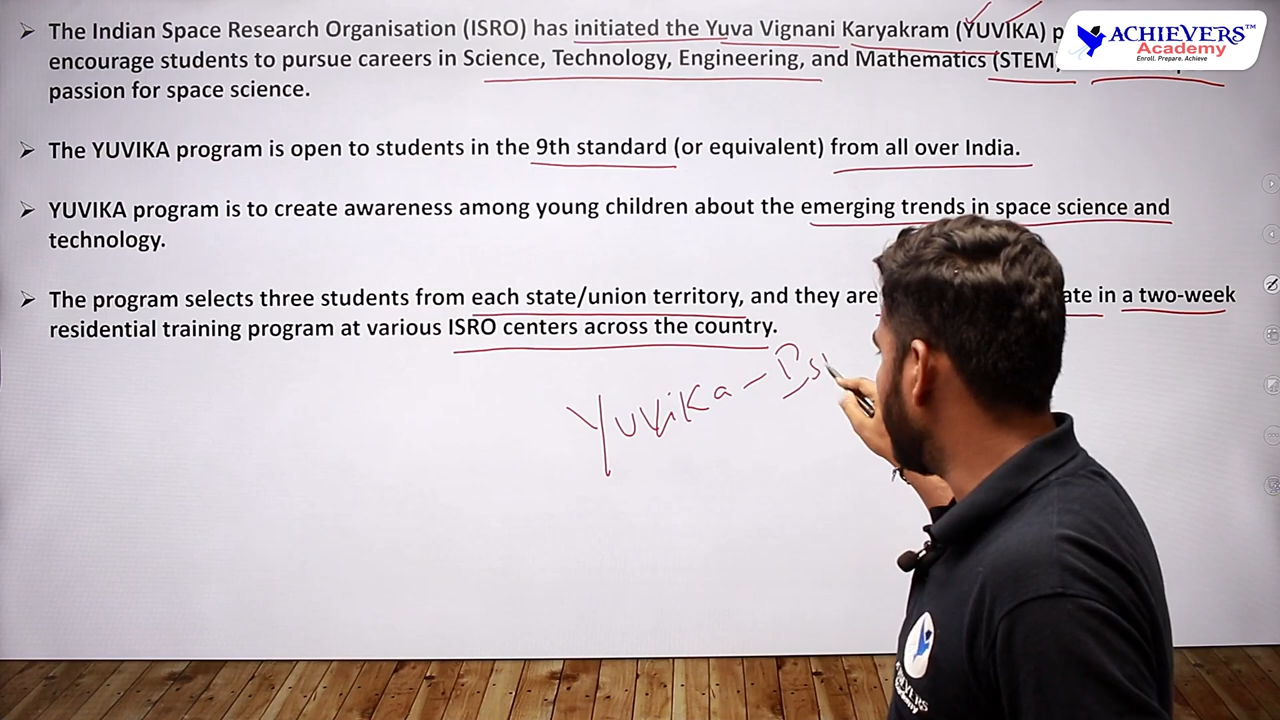 ➢ The Indian Space Research Organisation (ISRO) has initiated the Yuva Vignani Karyakram (YUVIKA)
encourage students to pursue careers in Science, Technology, Engineering, and Mathematics (STEM)
passion for space science.
➢ The YUVIKA program is open to students in the 9th standard (or equivalent) from all over India.
➢ YUVIKA program is to create awareness among young children about the emerging trends in space science and
technology.
➢ The program selects three students from each state/union territory, and they are in a two-week
residential training program at various ISRO centers across the country.
Yuvika - Is
ACHIEVERS
Academy
Enroll. Prepare. Achieve
Academy